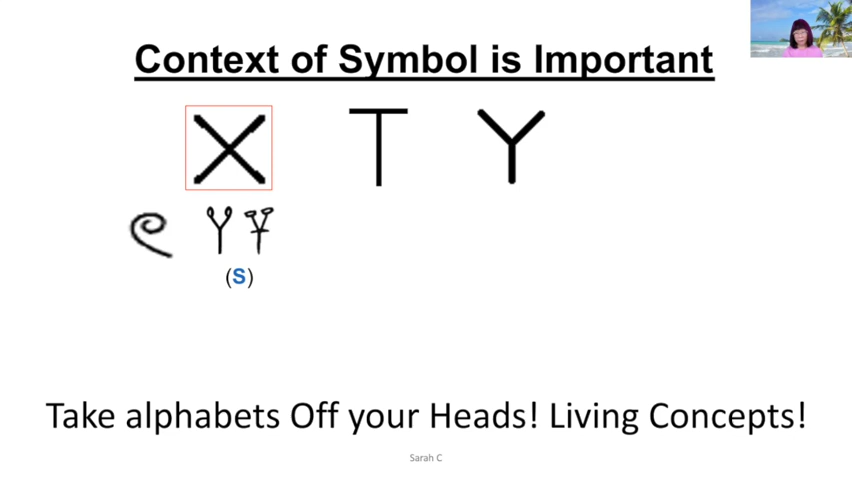 Context of Symbol is Important
X T Y
(S)
Take alphabets Off your Heads! Living Concepts!
Sarah C